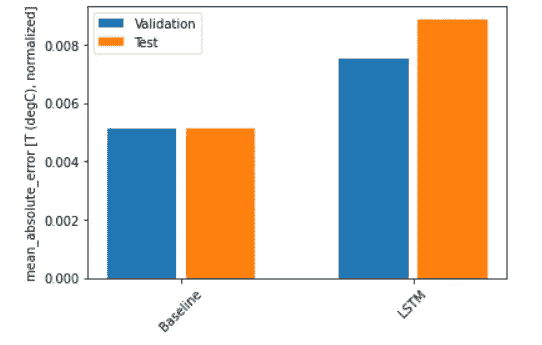 Validation
Test
mean_absolute_error [T (degC), normalized]
0.008
0.006
0.004
0.002
0.000
Baseline
LSTM